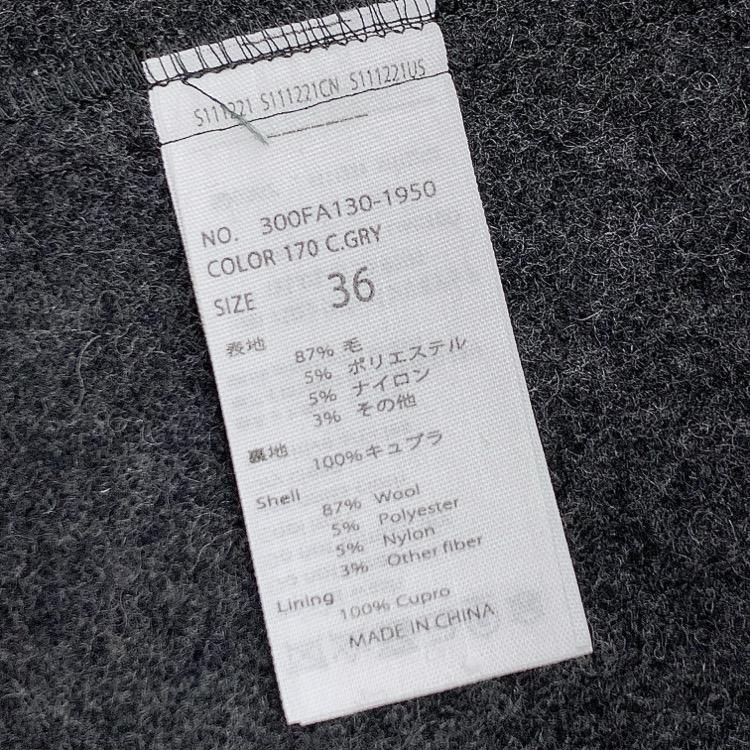 S111221 S111221CN S111221US
NO. 300FA130-1950
COLOR 170 C.GRY
SIZE 36
表地 87% 毛
5% ポリエステル
5% ナイロン
3% その他
裏地 100%キュプラ
Shell 87% Wool
5% Polyester
5% Nylon
3% Other fiber
Lining 100% Cupro
MADE IN CHINA